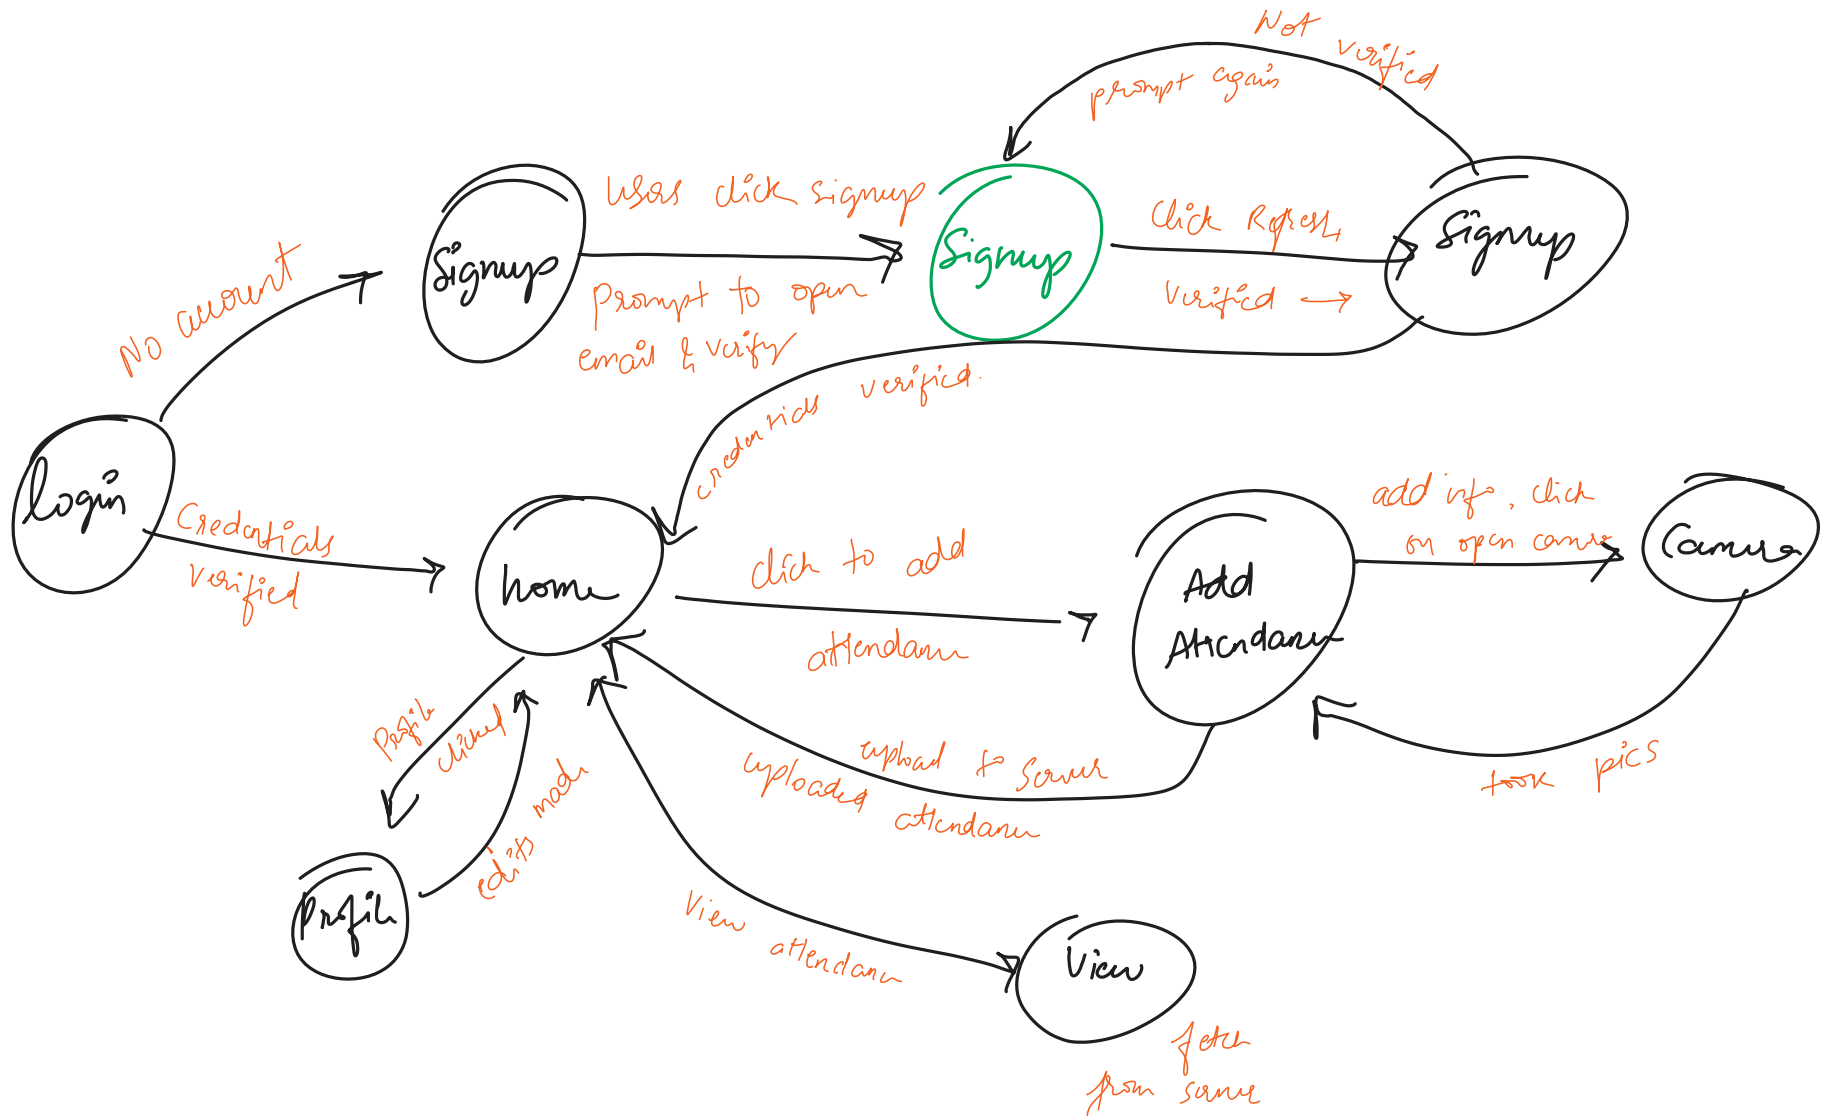 Not verified
prompt again
Users click signup
Signup
Prompt to open
email & verify
Signup
Click Refresh
Verified →
Signup
No account
credentials verified.
login
Credentials
Verified
home
click to add
attendance
Add
Attendance
add info, click
on open camera
Camera
took pics
Profile
clicked
edits made
Profile
upload to server
uploaded attendance
View attendance
View
fetch
from server